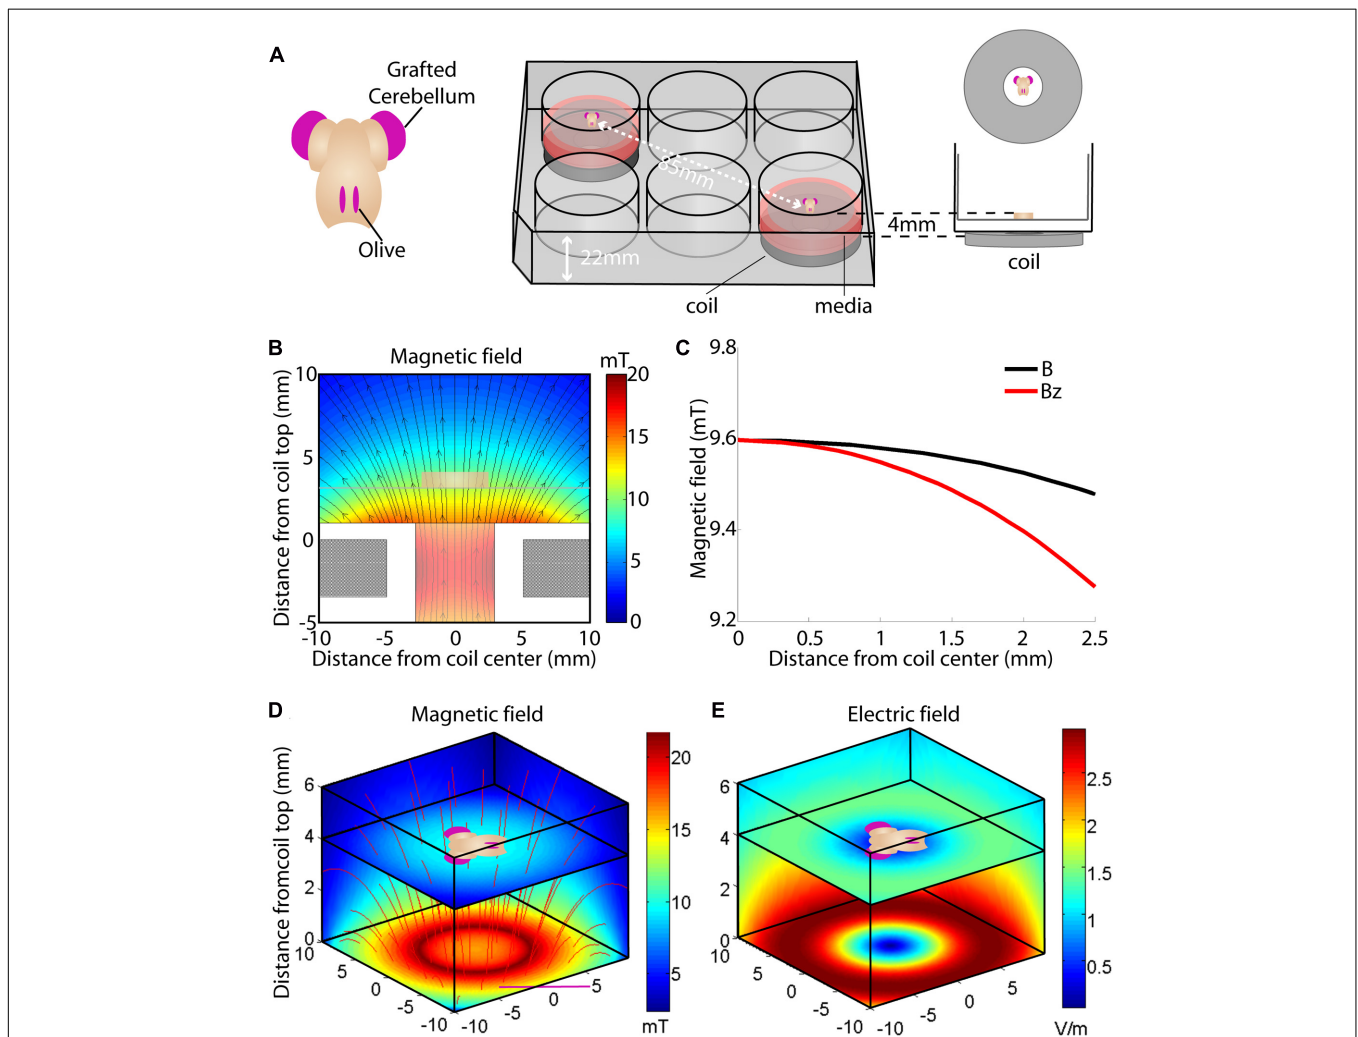 A
Grafted
Cerebellum
Olive
85mm
22mm
coil
media
4mm
coil
B
Magnetic field
mT
Distance from coil top (mm)
10
5
0
-5
-10
-5
0
5
10
Distance from coil center (mm)
20
15
10
5
0
C
Magnetic field (mT)
9.8
9.6
9.4
9.2
B
Bz
0
0.5
1
1.5
2
2.5
Distance from coil center (mm)
D
Magnetic field
Distance fromcoil top (mm)
6
4
2
0
10
5
0
-5
-10
-10
-5
0
5
20
15
10
5
mT
E
Electric field
6
4
2
0
10
5
0
-5
-10
-10
-5
0
5
2.5
2
1.5
1
0.5
V/m